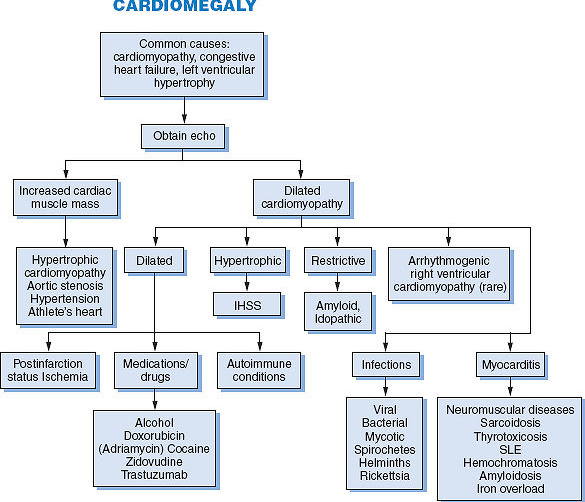 CARDIOMEGALY
Common causes:
cardiomyopathy, congestive
heart failure, left ventricular
hypertrophy
Obtain echo
Increased cardiac
muscle mass
Dilated
cardiomyopathy
Hypertrophic
cardiomyopathy
Aortic stenosis
Hypertension
Athlete's heart
Dilated
Hypertrophic
Restrictive
Arrhythmogenic
right ventricular
cardiomyopathy (rare)
IHSS
Amyloid,
Idopathic
Postinfarction
status Ischemia
Medications/
drugs
Autoimmune
conditions
Infections
Myocarditis
Alcohol
Doxorubicin
(Adriamycin) Cocaine
Zidovudine
Trastuzumab
Viral
Bacterial
Mycotic
Spirochetes
Helminths
Rickettsia
Neuromuscular diseases
Sarcoidosis
Thyrotoxicosis
SLE
Hemochromatosis
Amyloidosis
Iron overload